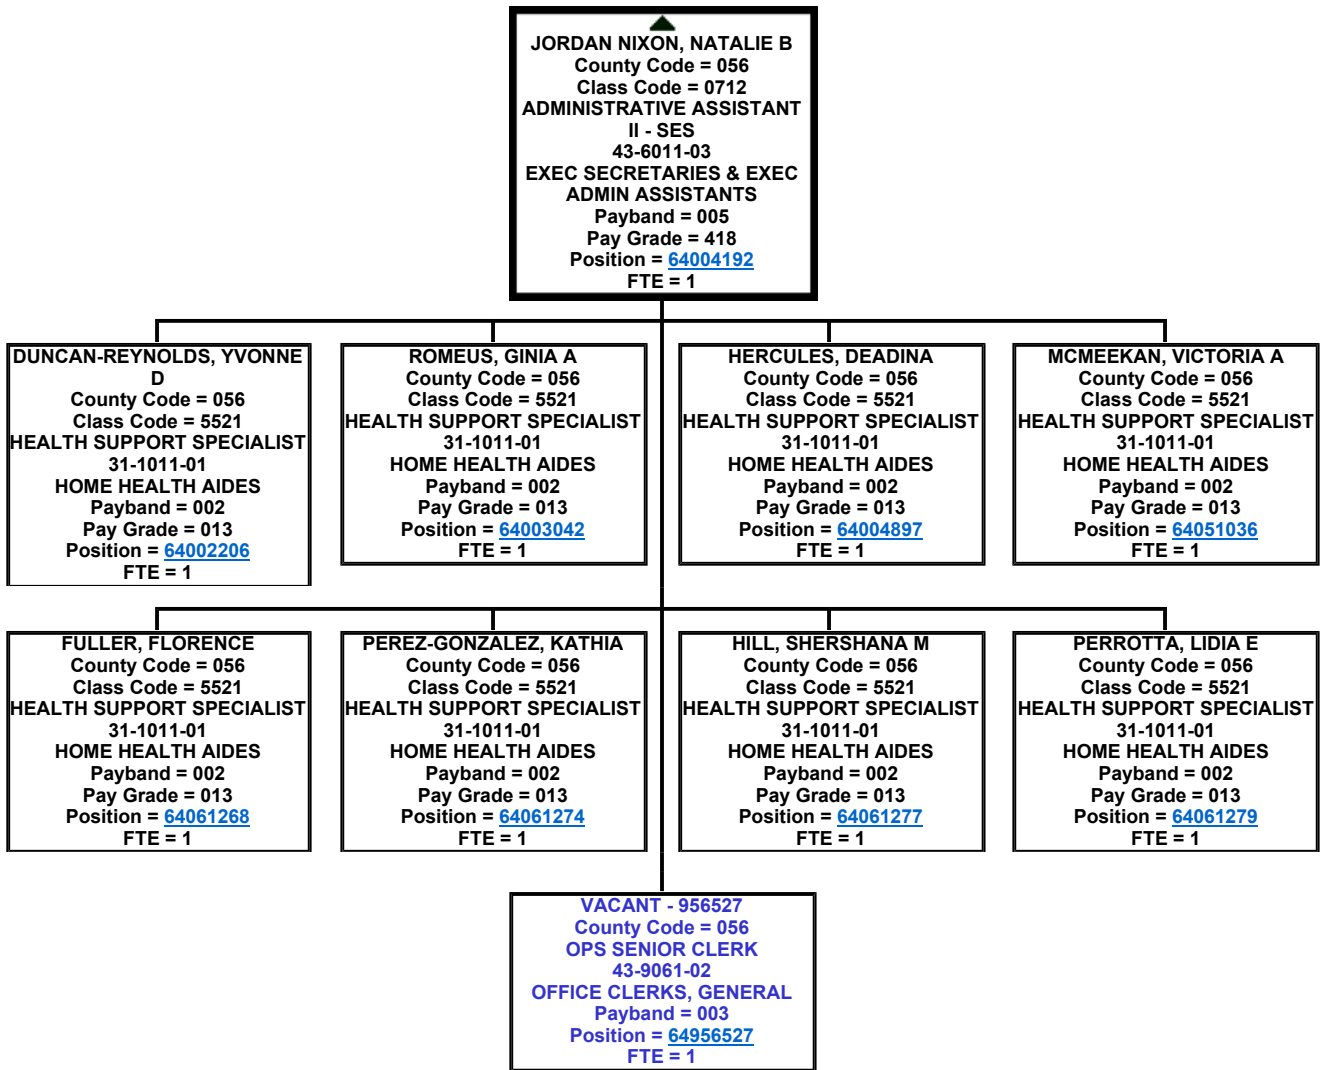 JORDAN NIXON, NATALIE B
County Code = 056
Class Code = 0712
ADMINISTRATIVE ASSISTANT
II - SES
43-6011-03
EXEC SECRETARIES & EXEC
ADMIN ASSISTANTS
Payband = 005
Pay Grade = 418
Position = 64004192
FTE = 1
DUNCAN-REYNOLDS, YVONNE
D
County Code = 056
Class Code = 5521
HEALTH SUPPORT SPECIALIST
31-1011-01
HOME HEALTH AIDES
Payband = 002
Pay Grade = 013
Position = 64002206
FTE = 1
ROMEUS, GINIA A
County Code = 056
Class Code = 5521
HEALTH SUPPORT SPECIALIST
31-1011-01
HOME HEALTH AIDES
Payband = 002
Pay Grade = 013
Position = 64003042
FTE = 1
HERCULES, DEADINA
County Code = 056
Class Code = 5521
HEALTH SUPPORT SPECIALIST
31-1011-01
HOME HEALTH AIDES
Payband = 002
Pay Grade = 013
Position = 64004897
FTE = 1
MCMEEKAN, VICTORIA A
County Code = 056
Class Code = 5521
HEALTH SUPPORT SPECIALIST
31-1011-01
HOME HEALTH AIDES
Payband = 002
Pay Grade = 013
Position = 64051036
FTE = 1
FULLER, FLORENCE
County Code = 056
Class Code = 5521
HEALTH SUPPORT SPECIALIST
31-1011-01
HOME HEALTH AIDES
Payband = 002
Pay Grade = 013
Position = 64061268
FTE = 1
PEREZ-GONZALEZ, KATHIA
County Code = 056
Class Code = 5521
HEALTH SUPPORT SPECIALIST
31-1011-01
HOME HEALTH AIDES
Payband = 002
Pay Grade = 013
Position = 64061274
FTE = 1
HILL, SHERSHANA M
County Code = 056
Class Code = 5521
HEALTH SUPPORT SPECIALIST
31-1011-01
HOME HEALTH AIDES
Payband = 002
Pay Grade = 013
Position = 64061277
FTE = 1
PERROTTA, LIDIA E
County Code = 056
Class Code = 5521
HEALTH SUPPORT SPECIALIST
31-1011-01
HOME HEALTH AIDES
Payband = 002
Pay Grade = 013
Position = 64061279
FTE = 1
VACANT - 956527
County Code = 056
OPS SENIOR CLERK
43-9061-02
OFFICE CLERKS, GENERAL
Payband = 003
Position = 64956527
FTE = 1